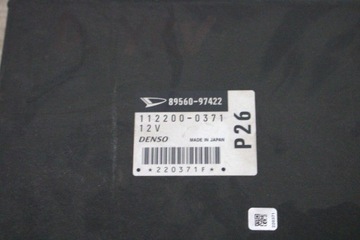 89560-97422
112200-0371
12V
DENSO MADE IN JAPAN
P26
*220371F*